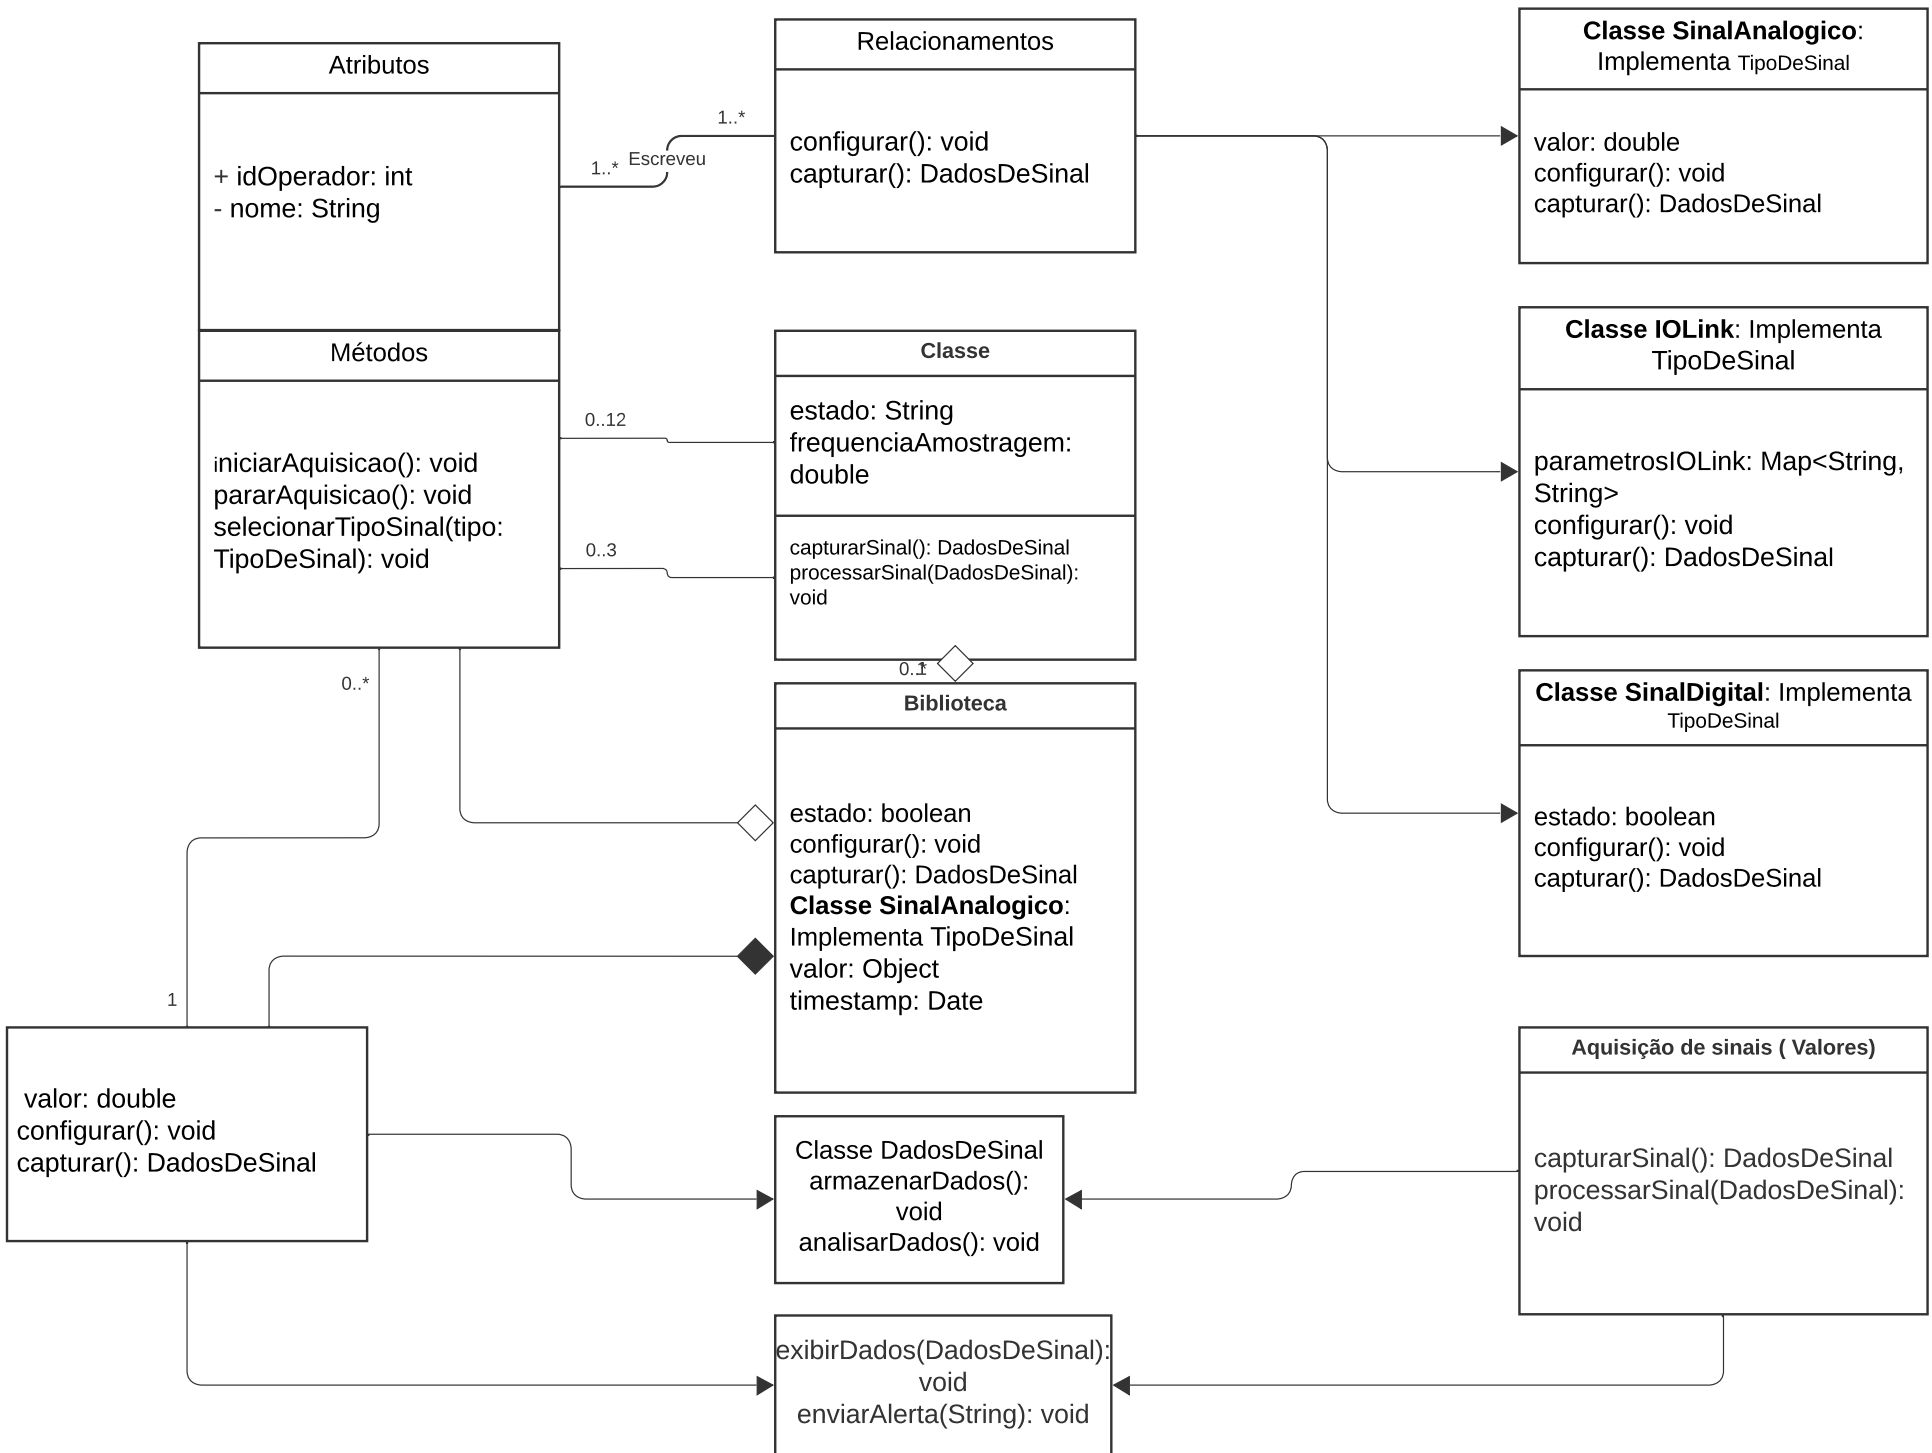 Atributos
+ idOperador: int
- nome: String
Métodos
iniciarAquisicao(): void
pararAquisicao(): void
selecionarTipoSinal(tipo:
TipoDeSinal): void
1..*
Escreveu
1..*
Relacionamentos
configurar(): void
capturar(): DadosDeSinal
0..12
0..3
Classe
estado: String
frequenciaAmostragem:
double
capturarSinal(): DadosDeSinal
processarSinal(DadosDeSinal):
void
Biblioteca
estado: boolean
configurar(): void
capturar(): DadosDeSinal
Classe SinalAnalogico:
Implementa TipoDeSinal
valor: Object
timestamp: Date
Classe SinalAnalogico:
Implementa TipoDeSinal
valor: double
configurar(): void
capturar(): DadosDeSinal
Classe IOLink: Implementa
TipoDeSinal
parametrosIOLink: Map<String,
String>
configurar(): void
capturar(): DadosDeSinal
Classe SinalDigital: Implementa
TipoDeSinal
estado: boolean
configurar(): void
capturar(): DadosDeSinal
0..*
1
valor: double
configurar(): void
capturar(): DadosDeSinal
Classe DadosDeSinal
armazenarDados():
void
analisarDados(): void
Aquisição de sinais ( Valores)
capturarSinal(): DadosDeSinal
processarSinal(DadosDeSinal):
void
exibirDados(DadosDeSinal):
void
enviarAlerta(String): void